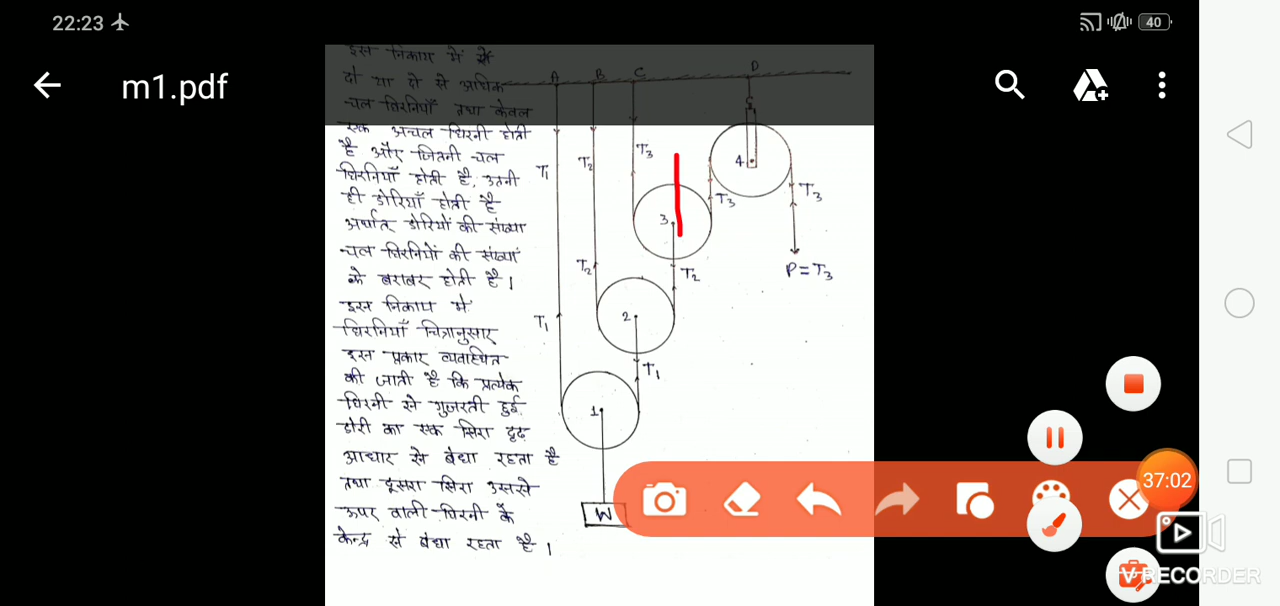 22:23
40
m1.pdf
इस निकाय में से
दो या दो से अधिक
चल घिरनियाँ तथा केवल
एक अचल घिरनी होती
है और जितनी चल
घिरनियाँ होती है, उतनी
ही डोरियाँ होती है
अर्थात् डोरियों की संख्या
चल घिरनियों की संख्या
के बराबर होती है।
इस निकाय में
घिरनियाँ चित्रानुसार
इस प्रकार व्यवस्थित
की जाती है कि प्रत्येक
घिरनी से गुजरती हुई
डोरी का एक सिरा दृढ़
आधार से बंधा रहता है
तथा दूसरा सिरा उससे
ऊपर वाली घिरनी के
केन्द्र से बंधा रहता है।
A B C D
T1 T2 T3
4
T3 T3
3
P=T3
T2 T2
2
T1
T1
1
W
37:02
V RECORDER